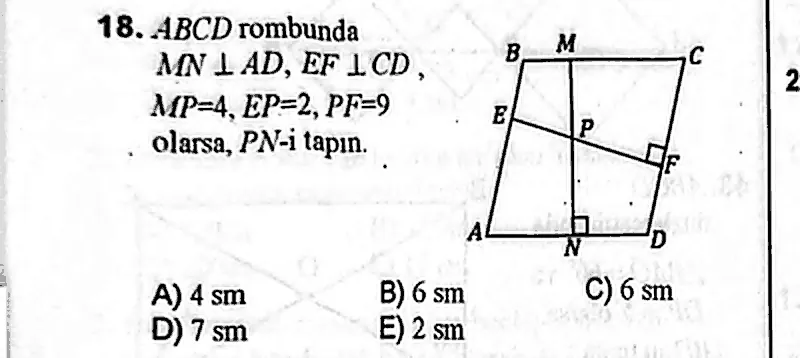 18. ABCD rombunda
MN ⊥ AD, EF ⊥ CD,
MP=4, EP=2, PF=9
olarsa, PN-i tapın.
B M C
E P
F
A N D
2
A) 4 sm B) 6 sm C) 6 sm
D) 7 sm E) 2 sm